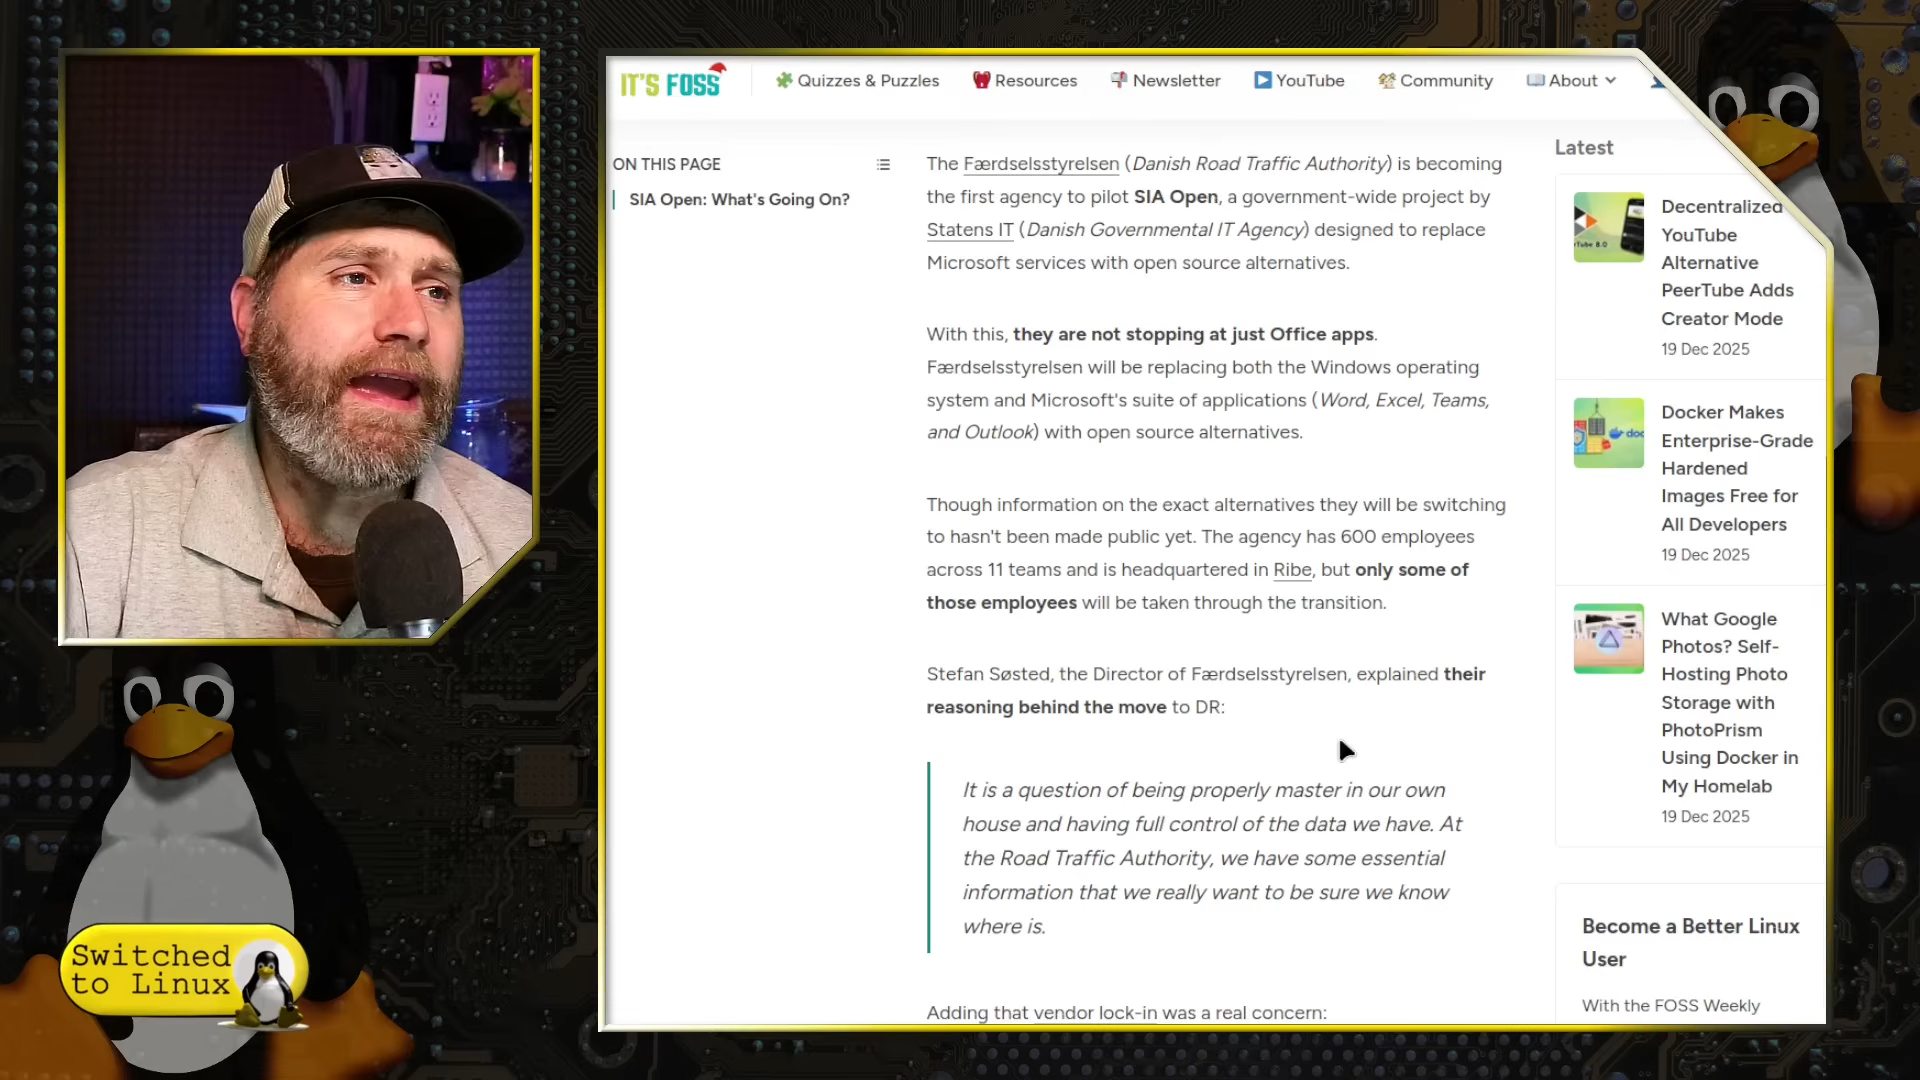 IT'S FOSS
Quizzes & Puzzles
Resources
Newsletter
YouTube
Community
About
ON THIS PAGE
SIA Open: What's Going On?
The Færdselsstyrelsen (Danish Road Traffic Authority) is becoming
the first agency to pilot SIA Open, a government-wide project by
Statens IT (Danish Governmental IT Agency) designed to replace
Microsoft services with open source alternatives.
With this, they are not stopping at just Office apps.
Færdselsstyrelsen will be replacing both the Windows operating
system and Microsoft's suite of applications (Word, Excel, Teams,
and Outlook) with open source alternatives.
Though information on the exact alternatives they will be switching
to hasn't been made public yet. The agency has 600 employees
across 11 teams and is headquartered in Ribe, but only some of
those employees will be taken through the transition.
Stefan Søsted, the Director of Færdselsstyrelsen, explained their
reasoning behind the move to DR:
It is a question of being properly master in our own
house and having full control of the data we have. At
the Road Traffic Authority, we have some essential
information that we really want to be sure we know
where is.
Adding that vendor lock-in was a real concern:
Latest
Decentralized
YouTube
Alternative
PeerTube Adds
Creator Mode
19 Dec 2025
Docker Makes
Enterprise-Grade
Hardened
Images Free for
All Developers
19 Dec 2025
What Google
Photos? Self-
Hosting Photo
Storage with
PhotoPrism
Using Docker in
My Homelab
19 Dec 2025
Become a Better Linux
User
With the FOSS Weekly
Switched
to Linux